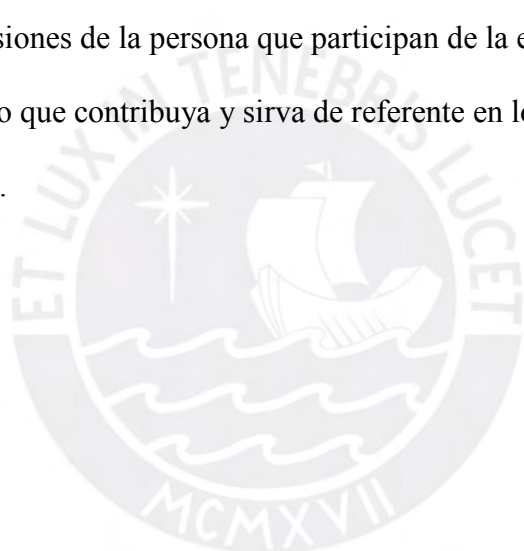 siones de la persona que participan de la e
o que contribuya y sirva de referente en lo
.
ET LUX IN TENEBRIS LUCET
MCMXVII